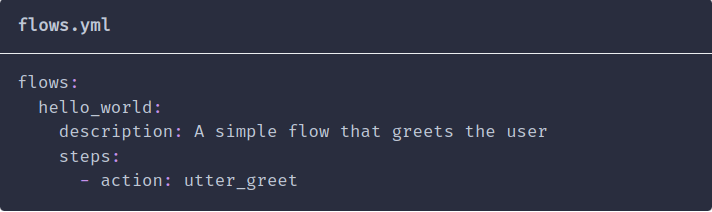 flows.yml
flows:
  hello_world:
    description: A simple flow that greets the user
    steps:
      - action: utter_greet